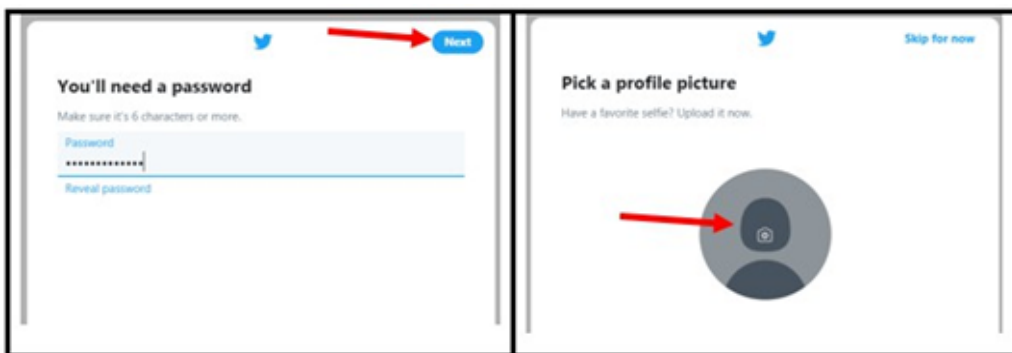 Next
You'll need a password
Make sure it's 6 characters or more.
Password
•••••••••••••
Reveal password
Skip for now
Pick a profile picture
Have a favorite selfie? Upload it now.